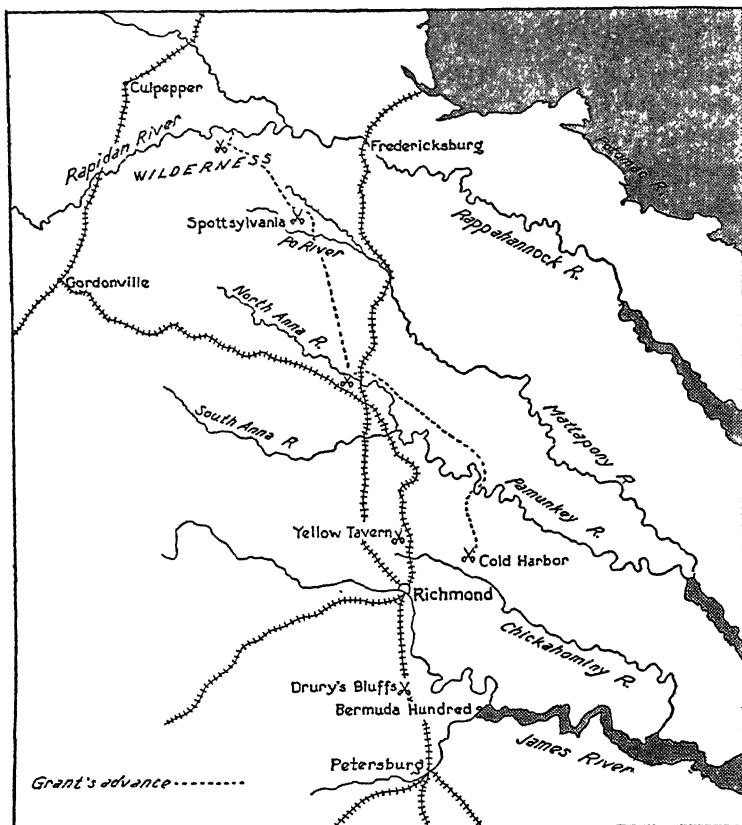 Culpepper
Rapidan River
WILDERNESS
Fredericksburg
Potomac R.
Rappahannock R.
Spottsylvania
Po River
Gordonville
North Anna R.
South Anna R
Mattapony R.
Pamunkey R.
Yellow Tavern
Cold Harbor
Richmond
Chickahominy R.
Drury's Bluffs
Bermuda Hundred
James River
Petersburg
Grant's advance